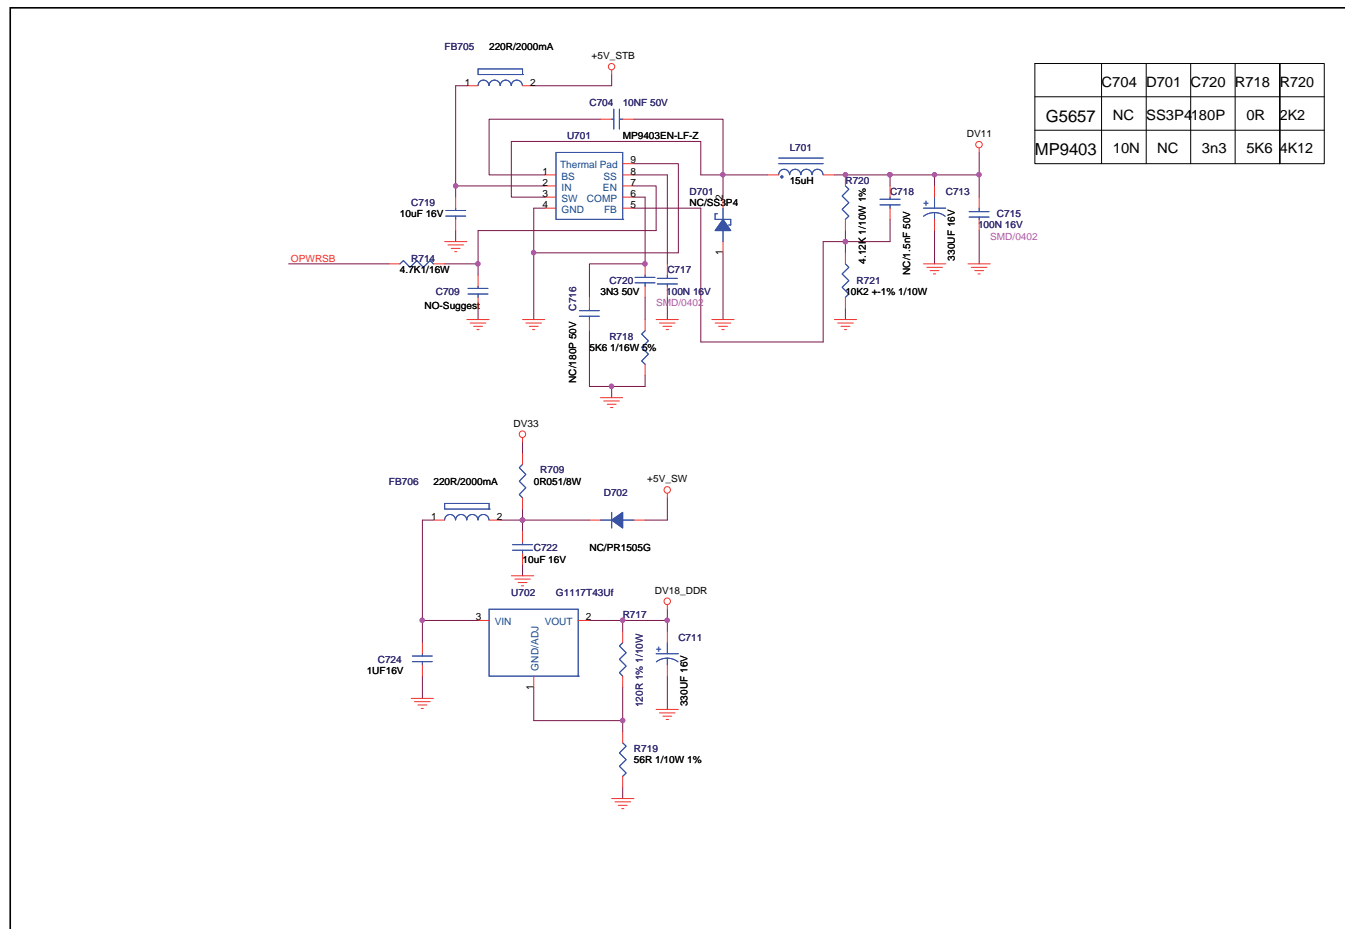 FB705 220R/2000mA
+5V_STB
1 2
C704 10NF 50V
U701 MP9403EN-LF-Z
Thermal Pad 9
1 BS SS 8
2 IN EN 7
3 SW COMP 6
4 GND FB 5
C719
10uF 16V
OPWRSB
R714
4.7K1/16W
C709
NO-Suggest
C716
NC/180P 50V
C720
3N3 50V
C717
100N 16V
SMD/0402
R718
5K6 1/16W 5%
D701
NC/SS3P4
2
1
L701
15uH
R720
4.12K 1/10W 1%
C718
NC/1.5nF 50V
C713
+
330UF 16V
DV11
C715
100N 16V
SMD/0402
R721
10K2 +-1% 1/10W
C704 D701 C720 R718 R720
G5657 NC SS3P4 180P 0R 2K2
MP9403 10N NC 3n3 5K6 4K12
DV33
R709
0R051/8W
FB706 220R/2000mA
1 2
D702
NC/PR1505G
+5V_SW
C722
10uF 16V
U702 G1117T43Uf
3 VIN VOUT 2
GND/ADJ
1
C724
1UF16V
DV18_DDR
R717
120R 1% 1/10W
C711
+
330UF 16V
R719
56R 1/10W 1%